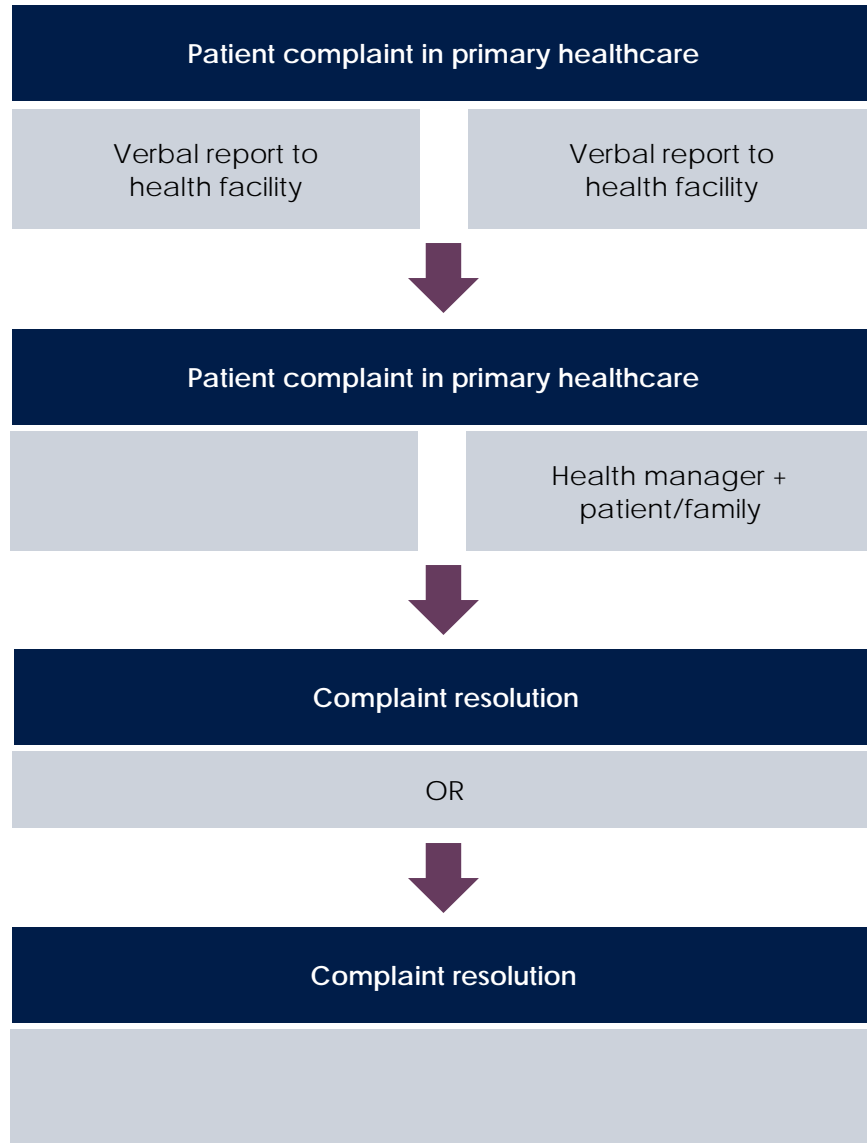 Patient complaint in primary healthcare
Verbal report to
health facility
Verbal report to
health facility
Patient complaint in primary healthcare
Health manager +
patient/family
Complaint resolution
OR
Complaint resolution